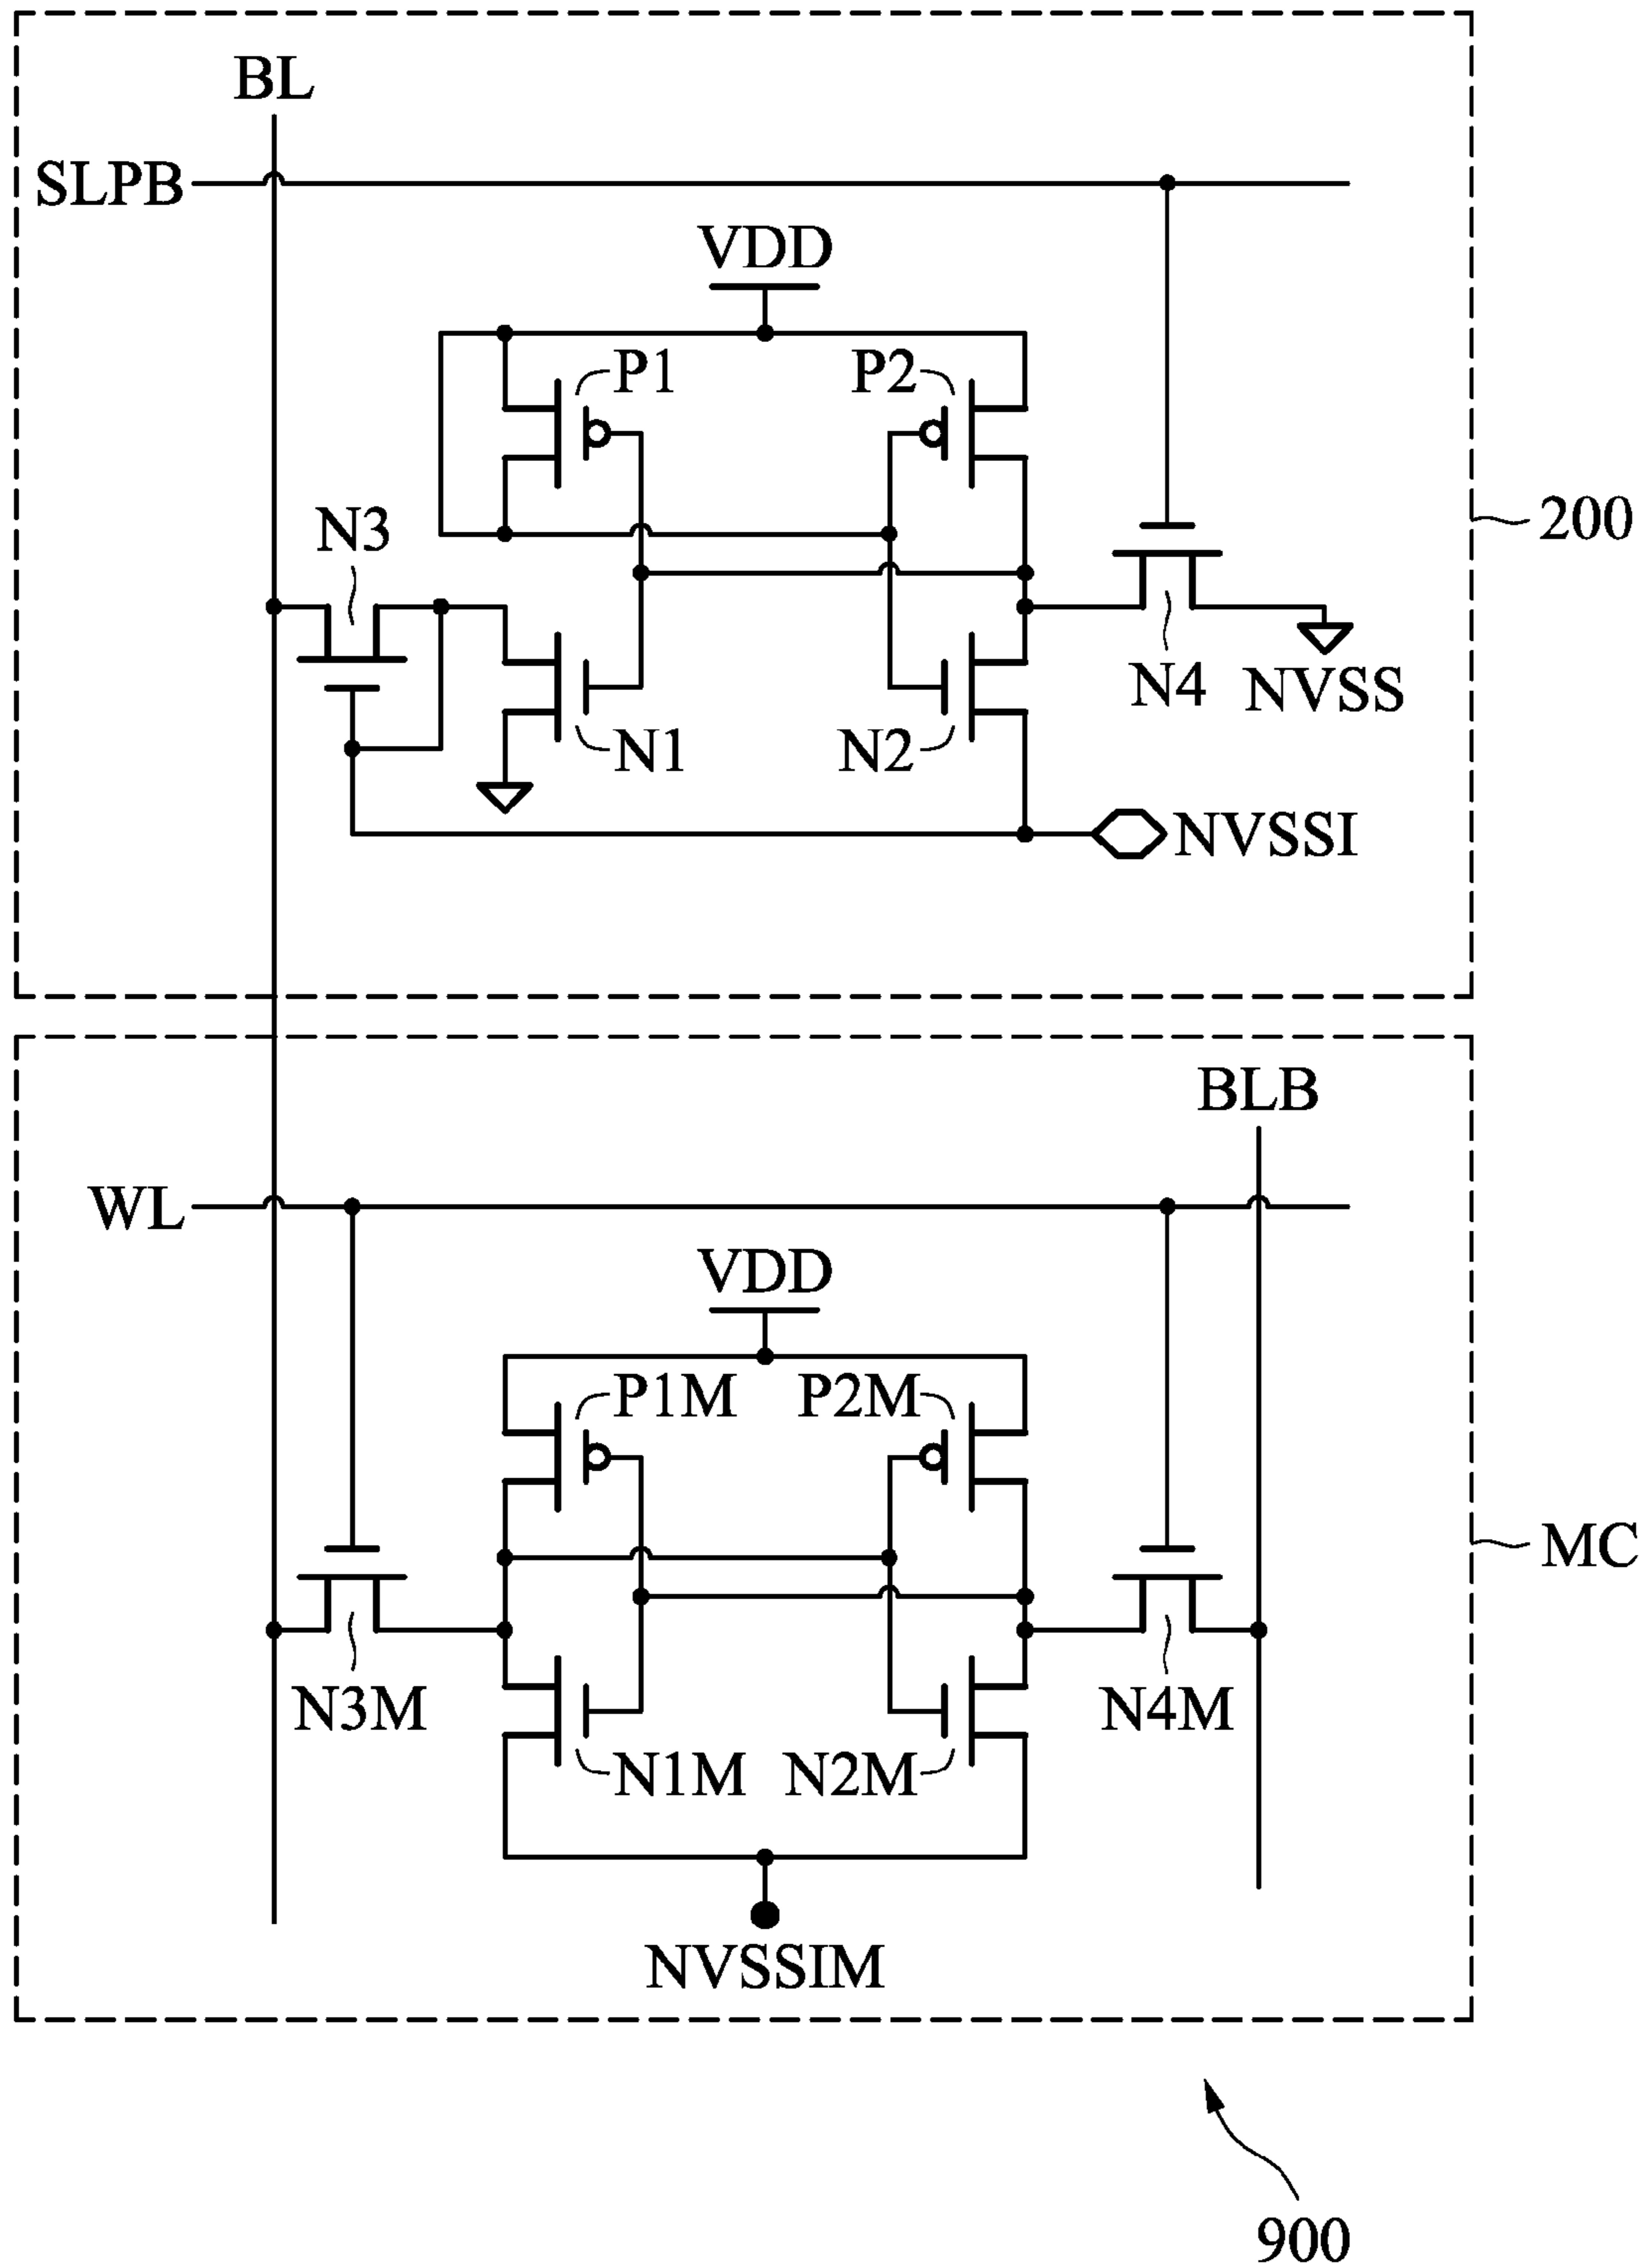 BL
SLPB
VDD
P1 P2
N3
200
N4 NVSS
N1 N2
NVSSI
BLB
WL
VDD
P1M P2M
MC
N3M N4M
N1M N2M
NVSSIM
900